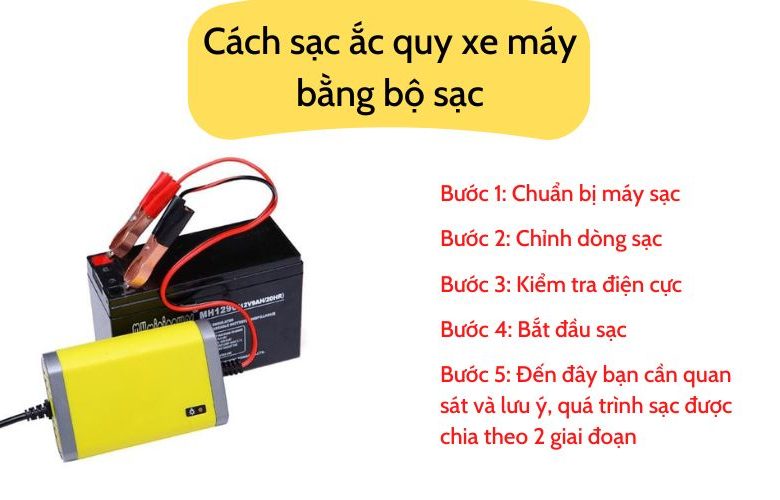 Cách sạc ắc quy xe máy
bằng bộ sạc
Bước 1: Chuẩn bị máy sạc
Bước 2: Chỉnh dòng sạc
Bước 3: Kiểm tra điện cực
Bước 4: Bắt đầu sạc
Bước 5: Đến đây bạn cần quan
sát và lưu ý, quá trình sạc được
chia theo 2 giai đoạn
(12V9AH/20HR)